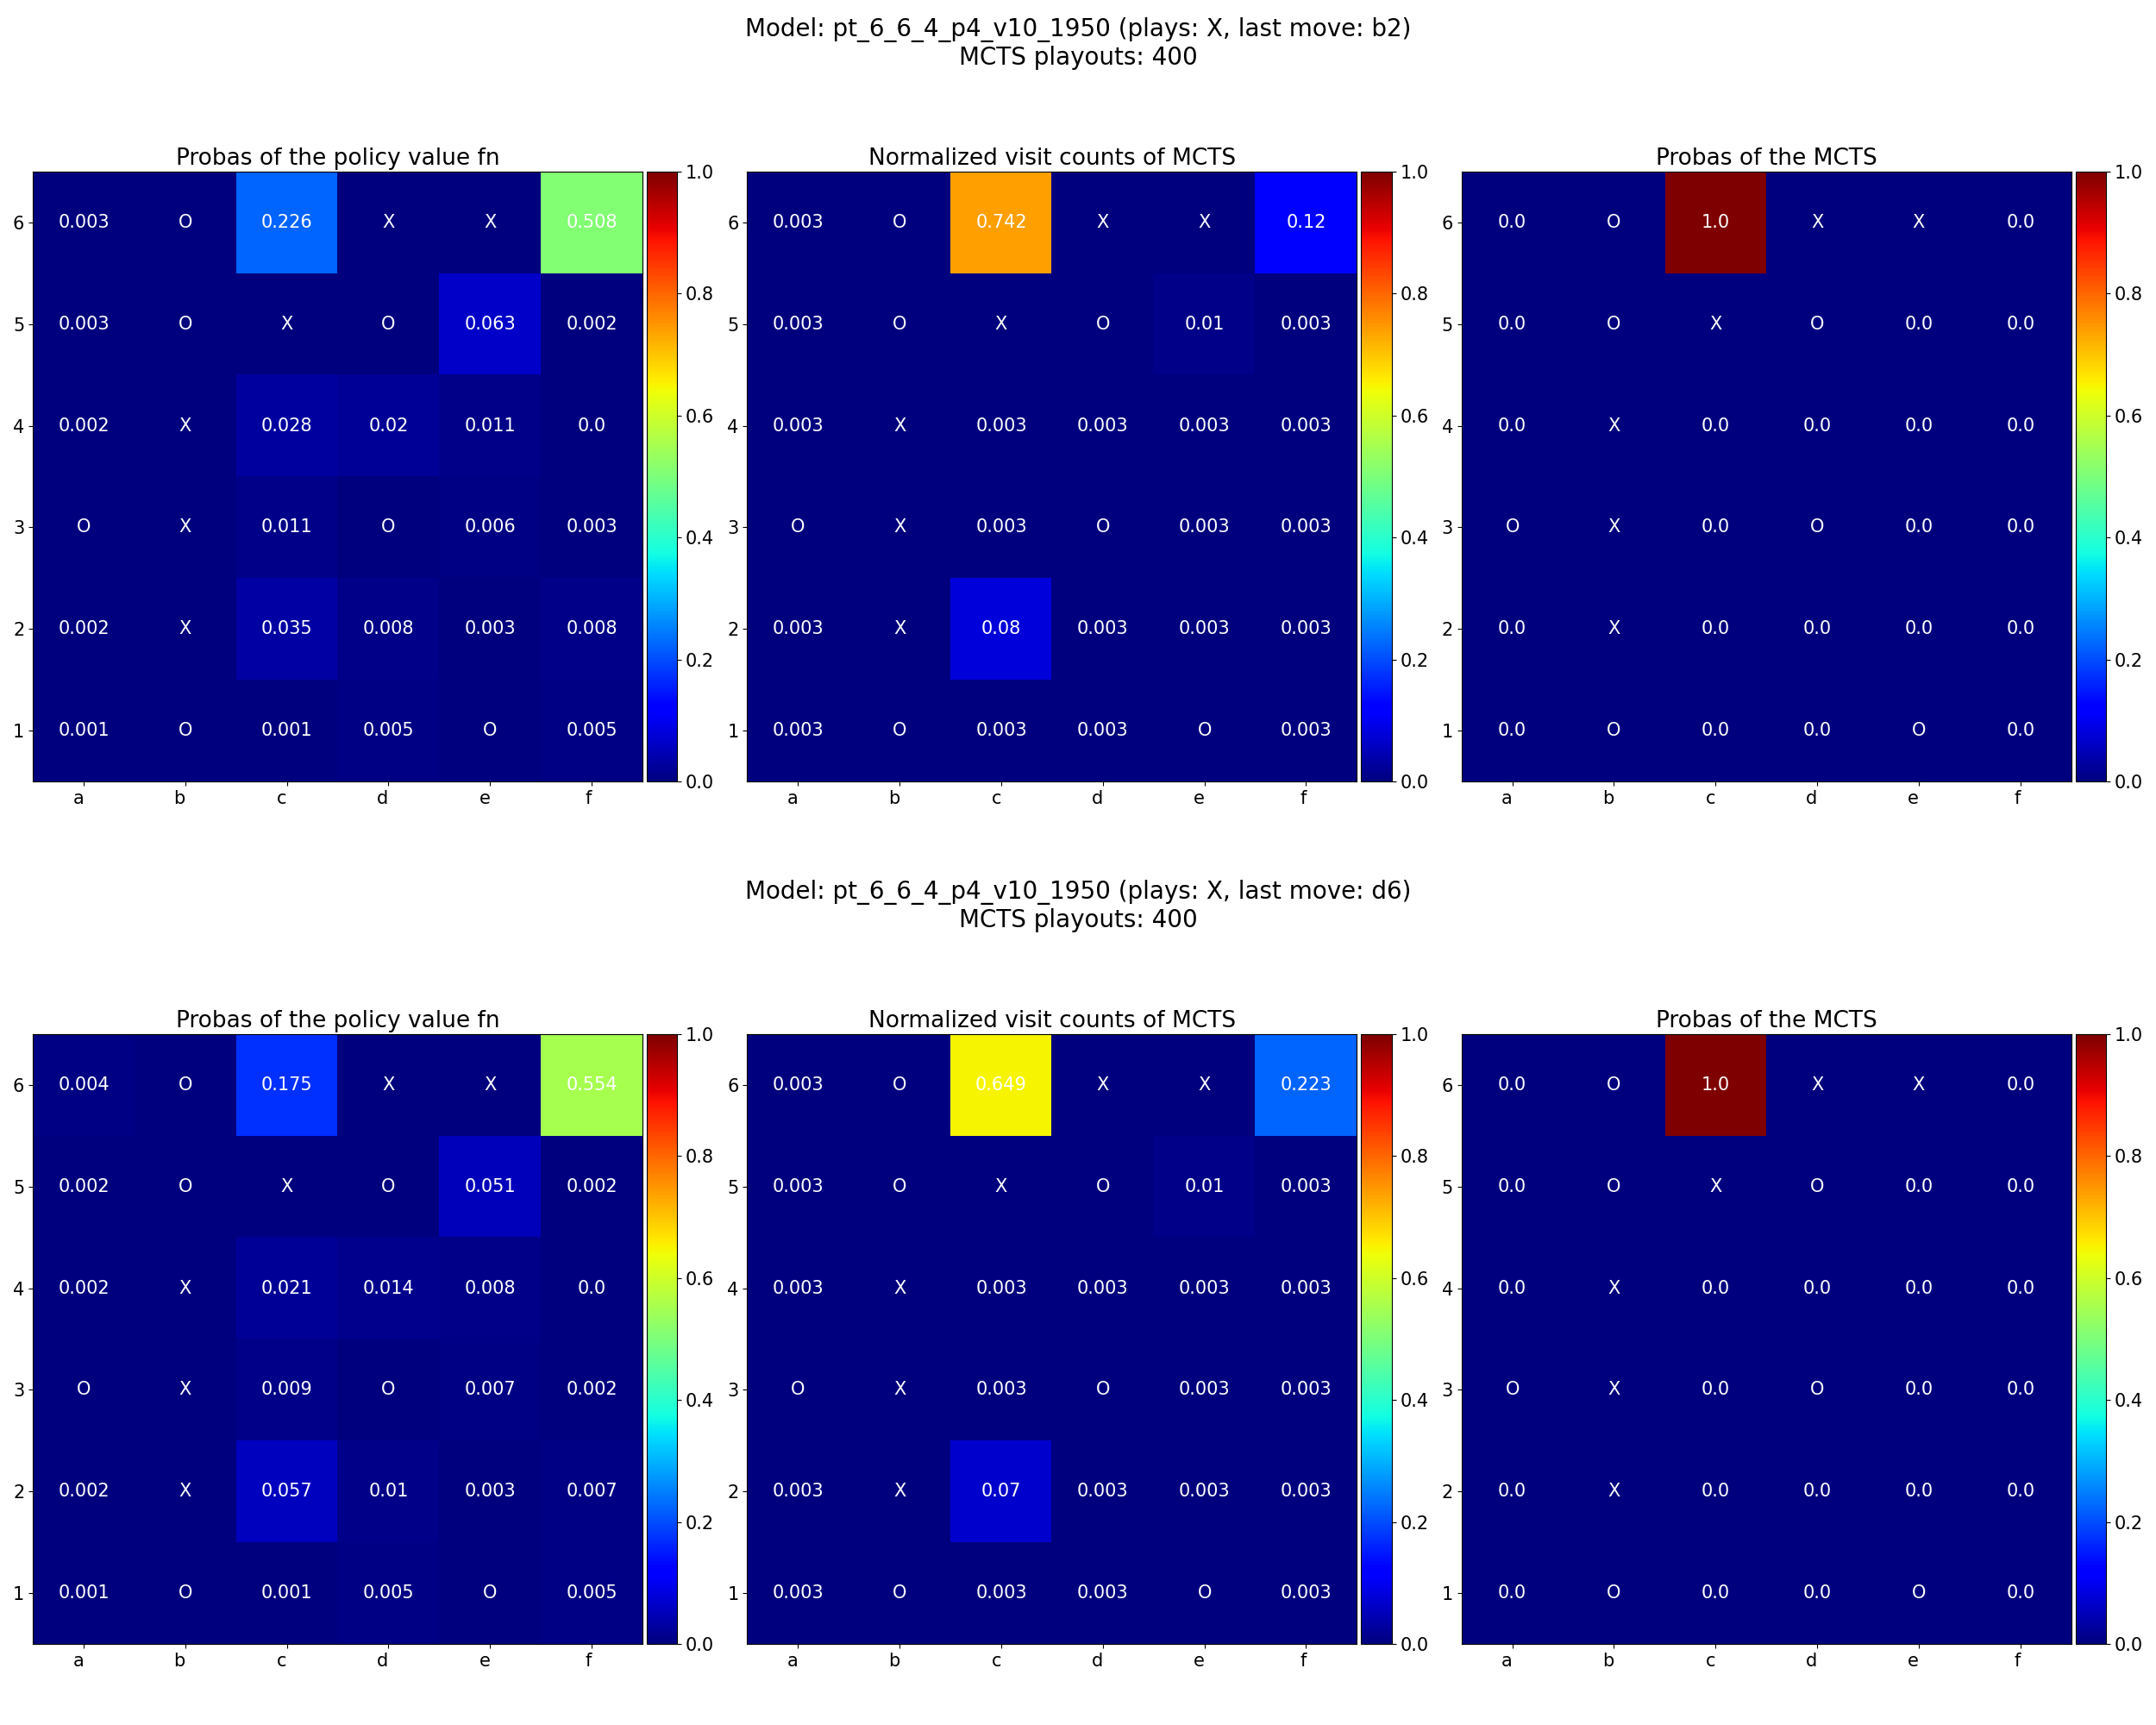 Model: pt_6_6_4_p4_v10_1950 (plays: X, last move: b2)
MCTS playouts: 400
Probas of the policy value fn
1.0
6 0.003 O 0.226 X X 0.508
0.8
5 0.003 O X O 0.063 0.002
4 0.002 X 0.028 0.02 0.011 0.0
0.6
3 O X 0.011 O 0.006 0.003
0.4
2 0.002 X 0.035 0.008 0.003 0.008
0.2
1 0.001 O 0.001 0.005 O 0.005
0.0
a b c d e f
Normalized visit counts of MCTS
1.0
6 0.003 O 0.742 X X 0.12
0.8
5 0.003 O X O 0.01 0.003
4 0.003 X 0.003 0.003 0.003 0.003
0.6
3 O X 0.003 O 0.003 0.003
0.4
2 0.003 X 0.08 0.003 0.003 0.003
0.2
1 0.003 O 0.003 0.003 O 0.003
0.0
a b c d e f
Probas of the MCTS
1.0
6 0.0 O 1.0 X X 0.0
0.8
5 0.0 O X O 0.0 0.0
4 0.0 X 0.0 0.0 0.0 0.0
0.6
3 O X 0.0 O 0.0 0.0
0.4
2 0.0 X 0.0 0.0 0.0 0.0
0.2
1 0.0 O 0.0 0.0 O 0.0
0.0
a b c d e f
Model: pt_6_6_4_p4_v10_1950 (plays: X, last move: d6)
MCTS playouts: 400
Probas of the policy value fn
1.0
6 0.004 O 0.175 X X 0.554
0.8
5 0.002 O X O 0.051 0.002
4 0.002 X 0.021 0.014 0.008 0.0
0.6
3 O X 0.009 O 0.007 0.002
0.4
2 0.002 X 0.057 0.01 0.003 0.007
0.2
1 0.001 O 0.001 0.005 O 0.005
0.0
a b c d e f
Normalized visit counts of MCTS
1.0
6 0.003 O 0.649 X X 0.223
0.8
5 0.003 O X O 0.01 0.003
4 0.003 X 0.003 0.003 0.003 0.003
0.6
3 O X 0.003 O 0.003 0.003
0.4
2 0.003 X 0.07 0.003 0.003 0.003
0.2
1 0.003 O 0.003 0.003 O 0.003
0.0
a b c d e f
Probas of the MCTS
1.0
6 0.0 O 1.0 X X 0.0
0.8
5 0.0 O X O 0.0 0.0
4 0.0 X 0.0 0.0 0.0 0.0
0.6
3 O X 0.0 O 0.0 0.0
0.4
2 0.0 X 0.0 0.0 0.0 0.0
0.2
1 0.0 O 0.0 0.0 O 0.0
0.0
a b c d e f